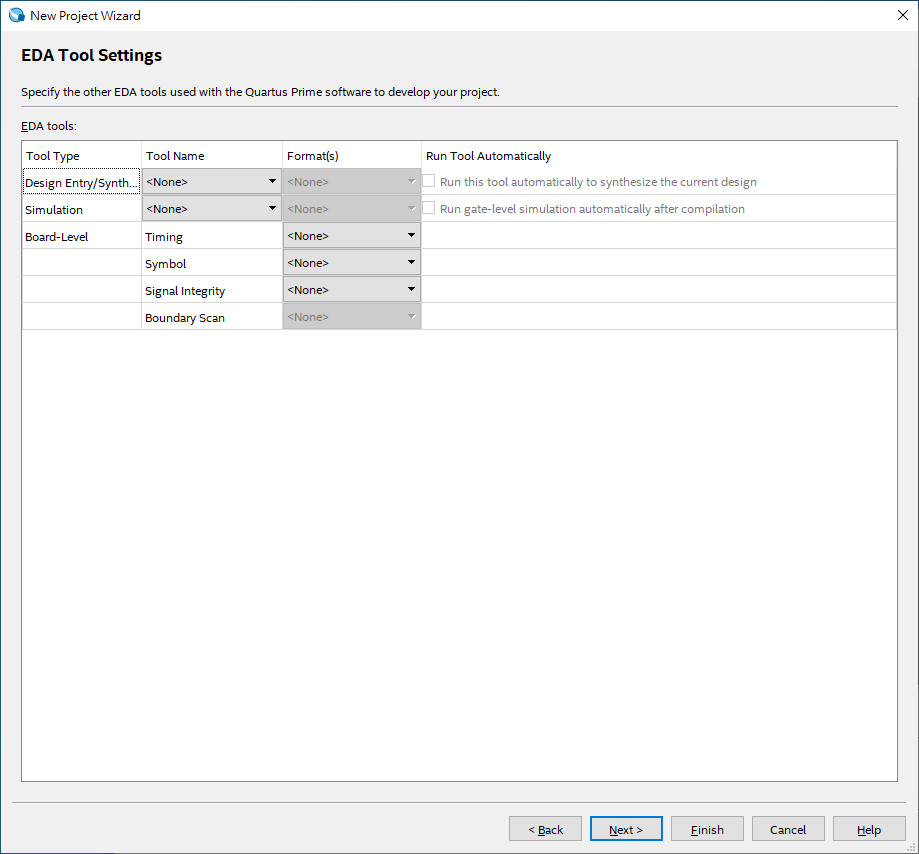 New Project Wizard
EDA Tool Settings
Specify the other EDA tools used with the Quartus Prime software to develop your project.
EDA tools:
Tool Type Tool Name Format(s) Run Tool Automatically
Design Entry/Synth... <None> <None> Run this tool automatically to synthesize the current design
Simulation <None> <None> Run gate-level simulation automatically after compilation
Board-Level Timing <None>
Symbol <None>
Signal Integrity <None>
Boundary Scan <None>
< Back Next > Finish Cancel Help